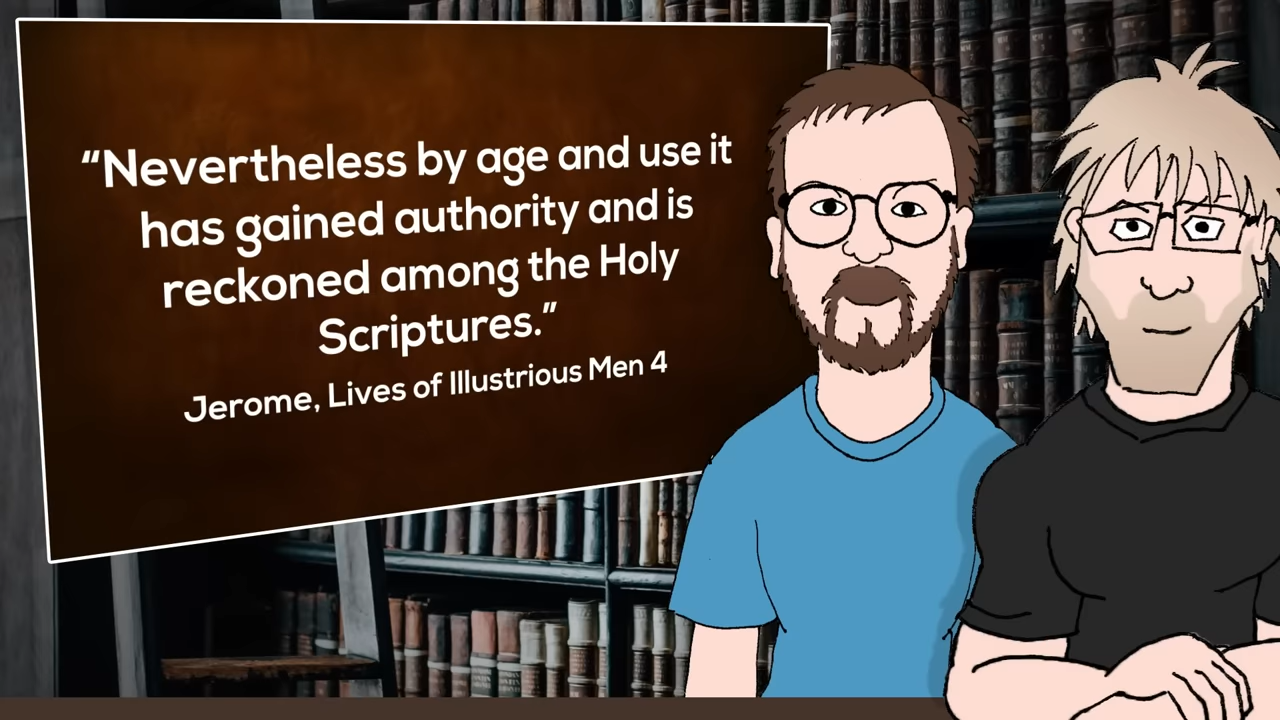 “Nevertheless by age and use it
has gained authority and is
reckoned among the Holy
Scriptures.”
Jerome, Lives of Illustrious Men 4